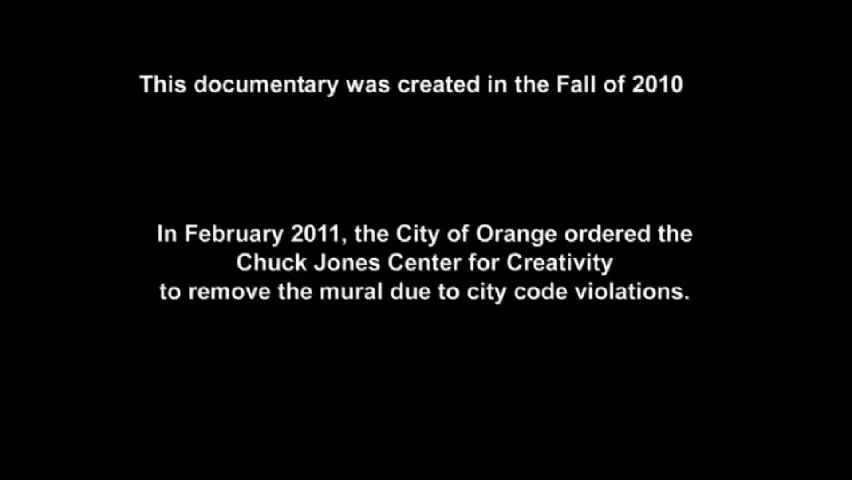 This documentary was created in the Fall of 2010
In February 2011, the City of Orange ordered the
Chuck Jones Center for Creativity
to remove the mural due to city code violations.